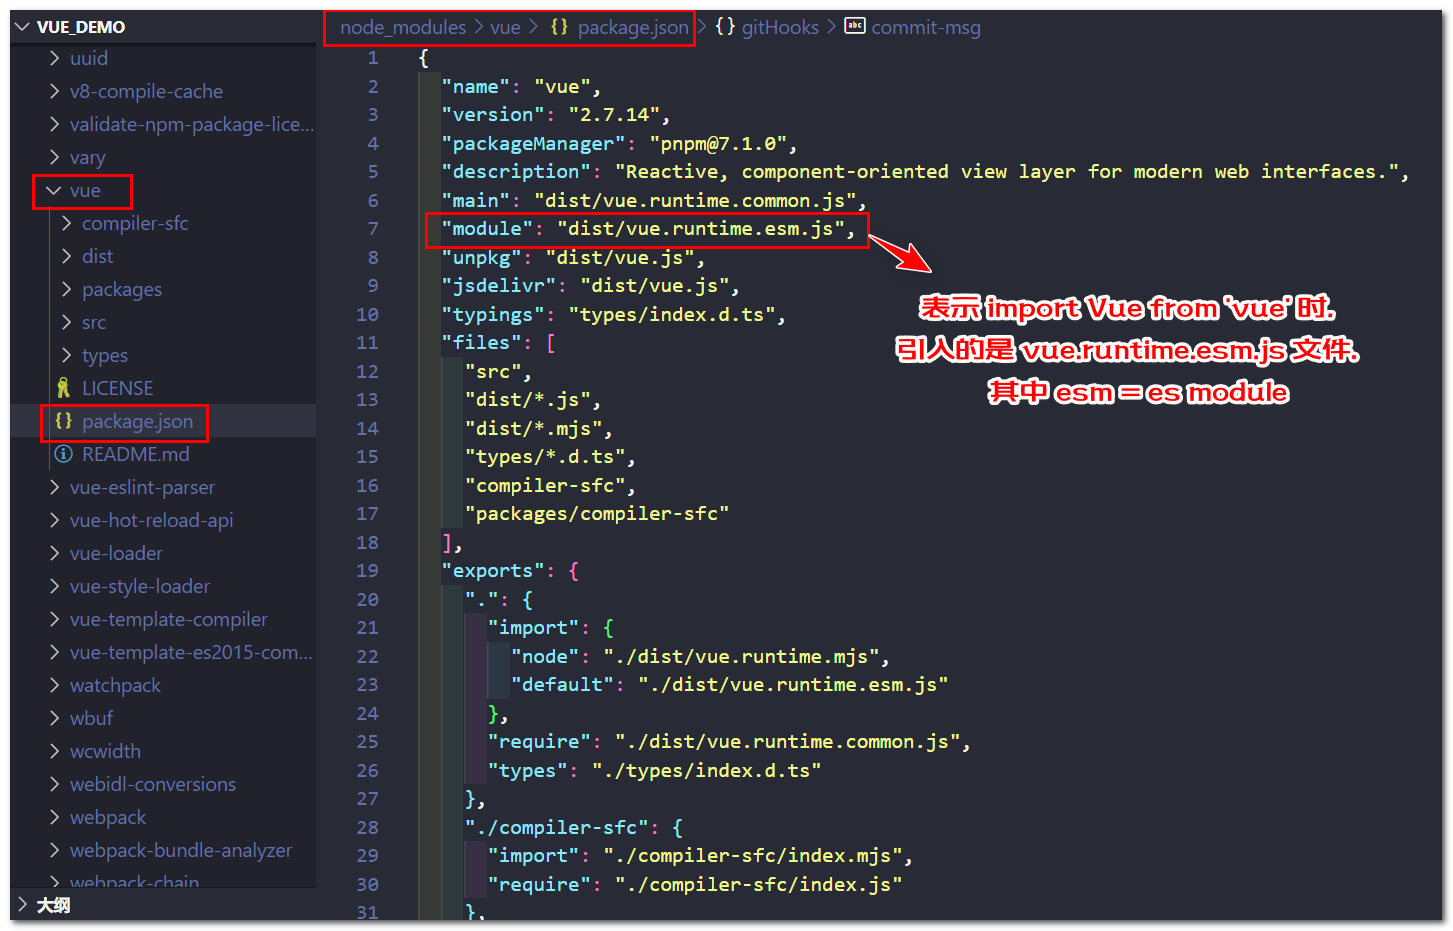 VUE_DEMO
uuid
v8-compile-cache
validate-npm-package-lice...
vary
vue
compiler-sfc
dist
packages
src
types
LICENSE
package.json
README.md
vue-eslint-parser
vue-hot-reload-api
vue-loader
vue-style-loader
vue-template-compiler
vue-template-es2015-com...
watchpack
wbuf
wcwidth
webidl-conversions
webpack
webpack-bundle-analyzer
webpack-chain
大纲
node_modules > vue > {} package.json > {} gitHooks > abc commit-msg
1 {
2 "name": "vue",
3 "version": "2.7.14",
4 "packageManager": "pnpm@7.1.0",
5 "description": "Reactive, component-oriented view layer for modern web interfaces.",
6 "main": "dist/vue.runtime.common.js",
7 "module": "dist/vue.runtime.esm.js",
8 "unpkg": "dist/vue.js",
9 "jsdelivr": "dist/vue.js",
10 "typings": "types/index.d.ts",
11 "files": [
12 "src",
13 "dist/*.js",
14 "dist/*.mjs",
15 "types/*.d.ts",
16 "compiler-sfc",
17 "packages/compiler-sfc"
18 ],
19 "exports": {
20 ".": {
21 "import": {
22 "node": "./dist/vue.runtime.mjs",
23 "default": "./dist/vue.runtime.esm.js"
24 },
25 "require": "./dist/vue.runtime.common.js",
26 "types": "./types/index.d.ts"
27 },
28 "./compiler-sfc": {
29 "import": "./compiler-sfc/index.mjs",
30 "require": "./compiler-sfc/index.js"
31 },
表示 import Vue from 'vue' 时,
引入的是 vue.runtime.esm.js 文件.
其中 esm = es module